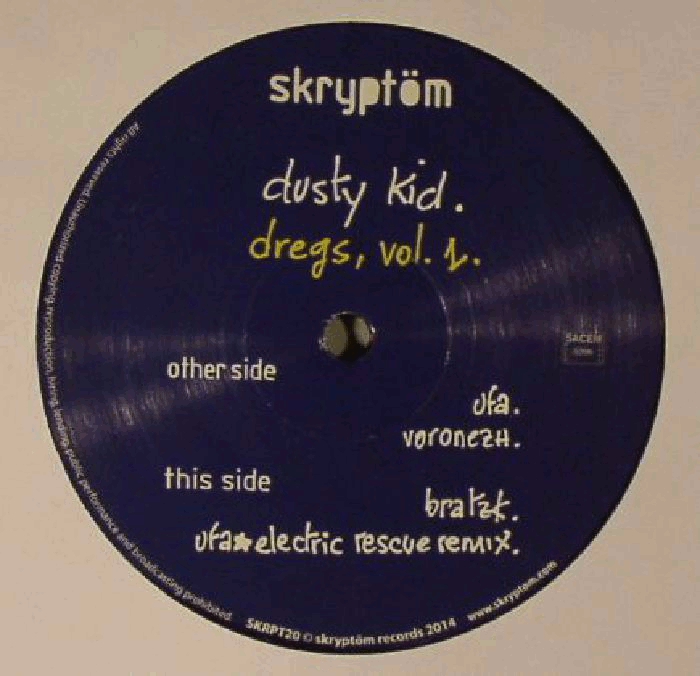 skryptöm
dusty kid.
dregs, vol. 1.
other side
ufa.
voronezh.
this side
bratzk.
ufa★electric rescue remix.
SACEM
All rights reserved. Unauthorized copying, reproduction, hiring, lending, public performance and broadcasting prohibited.
SKRPT20 © skryptöm records 2014 www.skryptom.com